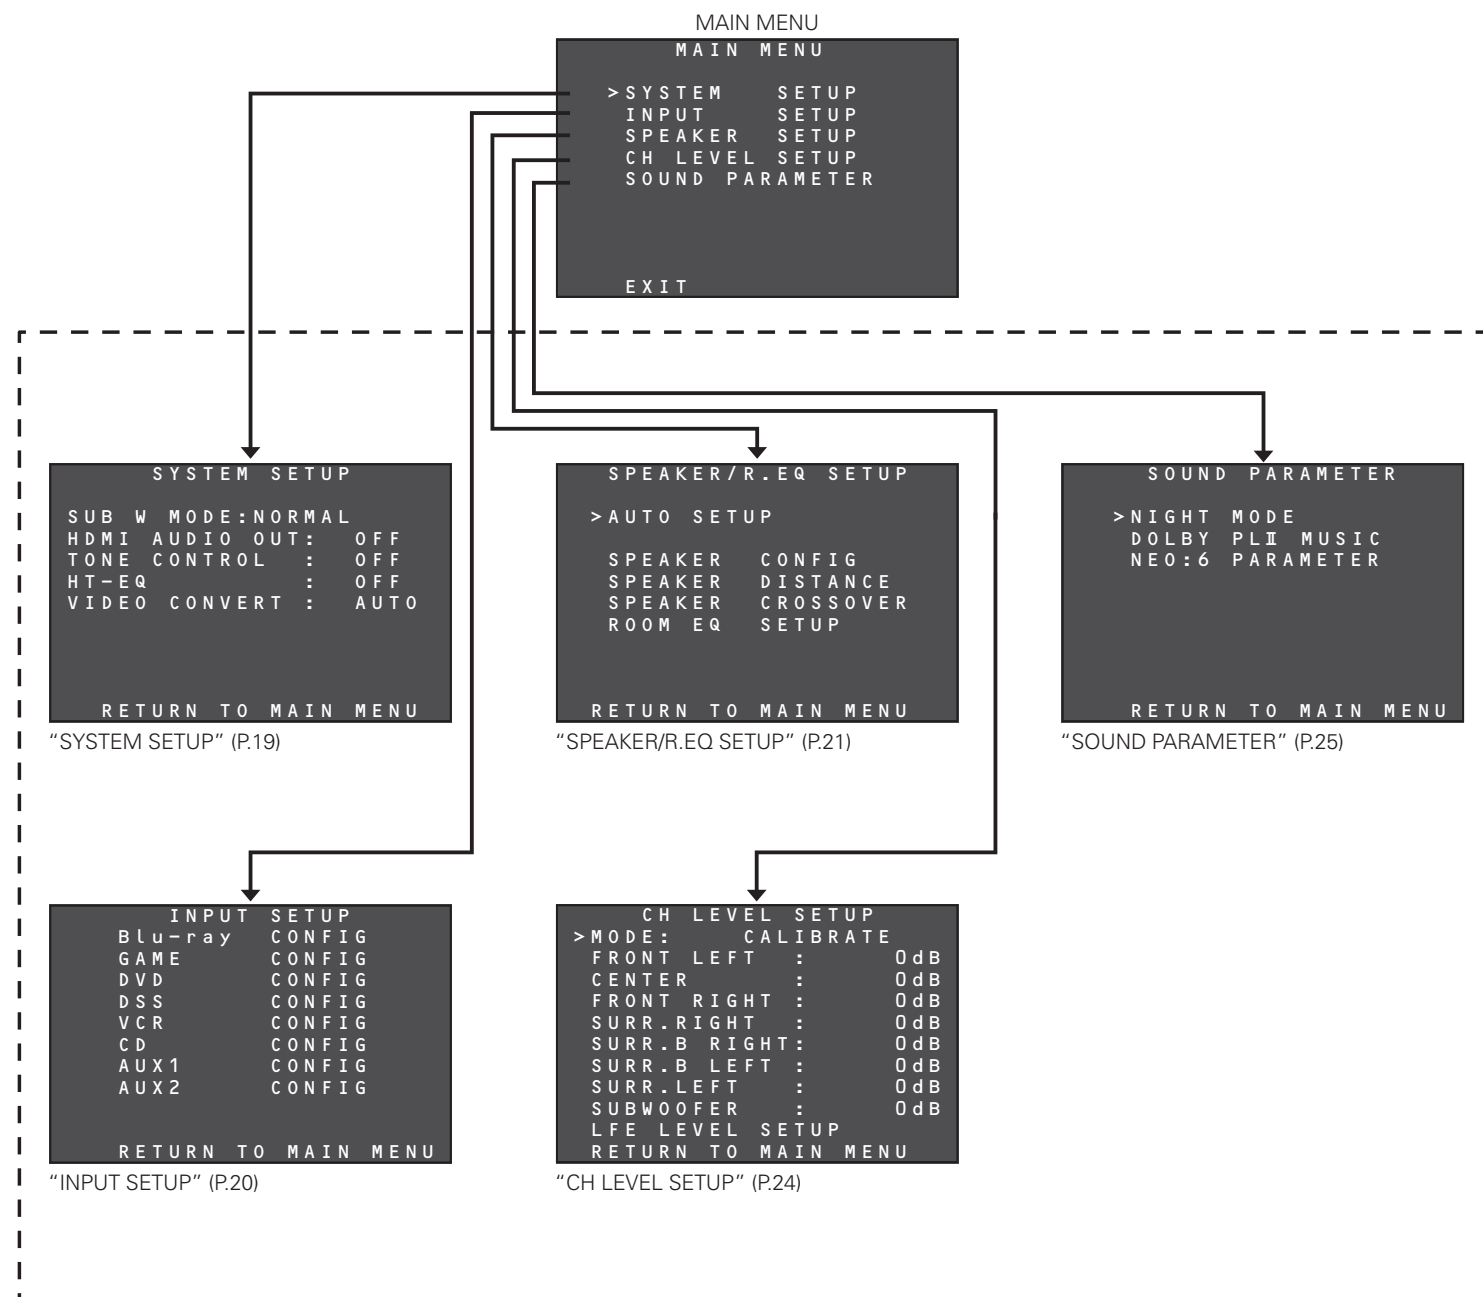 MAIN MENU
MAIN MENU
>SYSTEM SETUP
INPUT SETUP
SPEAKER SETUP
CH LEVEL SETUP
SOUND PARAMETER
EXIT
SYSTEM SETUP
SUB W MODE:NORMAL
HDMI AUDIO OUT: OFF
TONE CONTROL : OFF
HT-EQ : OFF
VIDEO CONVERT : AUTO
RETURN TO MAIN MENU
“SYSTEM SETUP” (P.19)
SPEAKER/R.EQ SETUP
>AUTO SETUP
SPEAKER CONFIG
SPEAKER DISTANCE
SPEAKER CROSSOVER
ROOM EQ SETUP
RETURN TO MAIN MENU
“SPEAKER/R.EQ SETUP” (P.21)
SOUND PARAMETER
>NIGHT MODE
DOLBY PLⅡ MUSIC
NEO:6 PARAMETER
RETURN TO MAIN MENU
“SOUND PARAMETER” (P.25)
INPUT SETUP
Blu-ray CONFIG
GAME CONFIG
DVD CONFIG
DSS CONFIG
VCR CONFIG
CD CONFIG
AUX1 CONFIG
AUX2 CONFIG
RETURN TO MAIN MENU
“INPUT SETUP” (P.20)
CH LEVEL SETUP
>MODE: CALIBRATE
FRONT LEFT : 0dB
CENTER : 0dB
FRONT RIGHT : 0dB
SURR.RIGHT : 0dB
SURR.B RIGHT: 0dB
SURR.B LEFT : 0dB
SURR.LEFT : 0dB
SUBWOOFER : 0dB
LFE LEVEL SETUP
RETURN TO MAIN MENU
“CH LEVEL SETUP” (P.24)